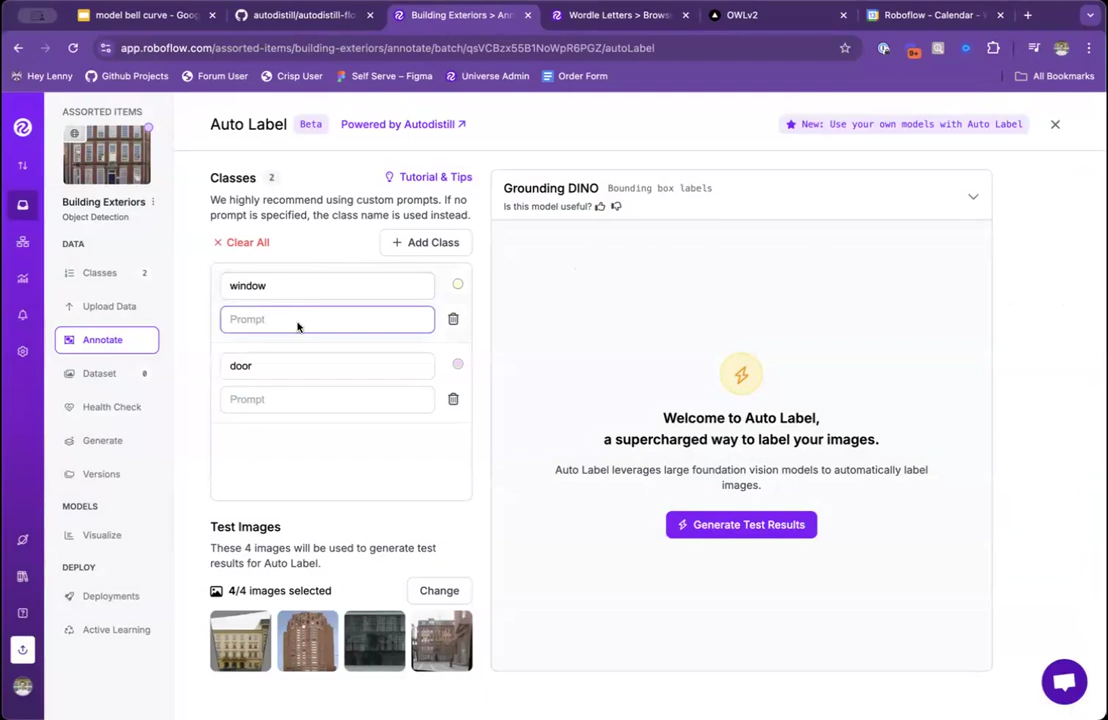 model bell curve - Goog
autodistill/autodistill-flo
Building Exteriors > Ann
Wordle Letters > Brows
OWLv2
Roboflow - Calendar - W
app.roboflow.com/assorted-items/building-exteriors/annotate/batch/qsVCBzx55B1NoWpR6PGZ/autoLabel
9+
Hey Lenny
Github Projects
Forum User
Crisp User
Self Serve – Figma
Universe Admin
Order Form
All Bookmarks
ASSORTED ITEMS
Building Exteriors
Object Detection
DATA
Classes 2
Upload Data
Annotate
Dataset 0
Health Check
Generate
Versions
MODELS
Visualize
DEPLOY
Deployments
Active Learning
Auto Label Beta Powered by Autodistill
New: Use your own models with Auto Label
Classes 2
Tutorial & Tips
We highly recommend using custom prompts. If no
prompt is specified, the class name is used instead.
Clear All
Add Class
window
Prompt
door
Prompt
Test Images
These 4 images will be used to generate test
results for Auto Label.
4/4 images selected
Change
Grounding DINO Bounding box labels
Is this model useful?
Welcome to Auto Label,
a supercharged way to label your images.
Auto Label leverages large foundation vision models to automatically label
images.
Generate Test Results